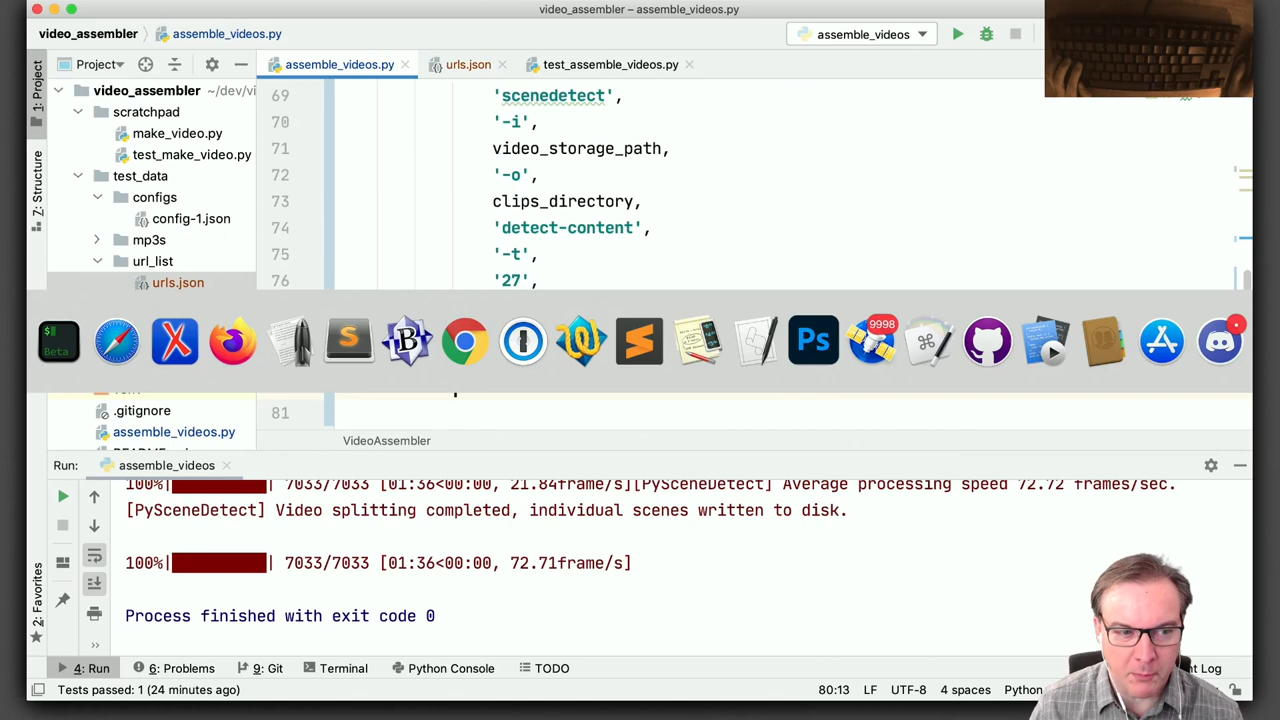 video_assembler – assemble_videos.py
video_assembler
assemble_videos.py
assemble_videos
1: Project
Project
assemble_videos.py
urls.json
test_assemble_videos.py
video_assembler ~/dev/vi
scratchpad
make_video.py
test_make_video.py
test_data
configs
config-1.json
mp3s
url_list
urls.json
Z: Structure
69 'scenedetect',
70 '-i',
71 video_storage_path,
72 '-o',
73 clips_directory,
74 'detect-content',
75 '-t',
76 '27',
$
Beta
S
B
Ps
9998
.gitignore
assemble_videos.py
81
VideoAssembler
Run: assemble_videos
100%| | 7033/7033 [01:36<00:00, 21.84frame/s][PySceneDetect] Average processing speed 72.72 frames/sec.
[PySceneDetect] Video splitting completed, individual scenes written to disk.
100%| | 7033/7033 [01:36<00:00, 72.71frame/s]
Process finished with exit code 0
2: Favorites
4: Run
6: Problems
9: Git
Terminal
Python Console
TODO
t Log
Tests passed: 1 (24 minutes ago)
80:13 LF UTF-8 4 spaces Python